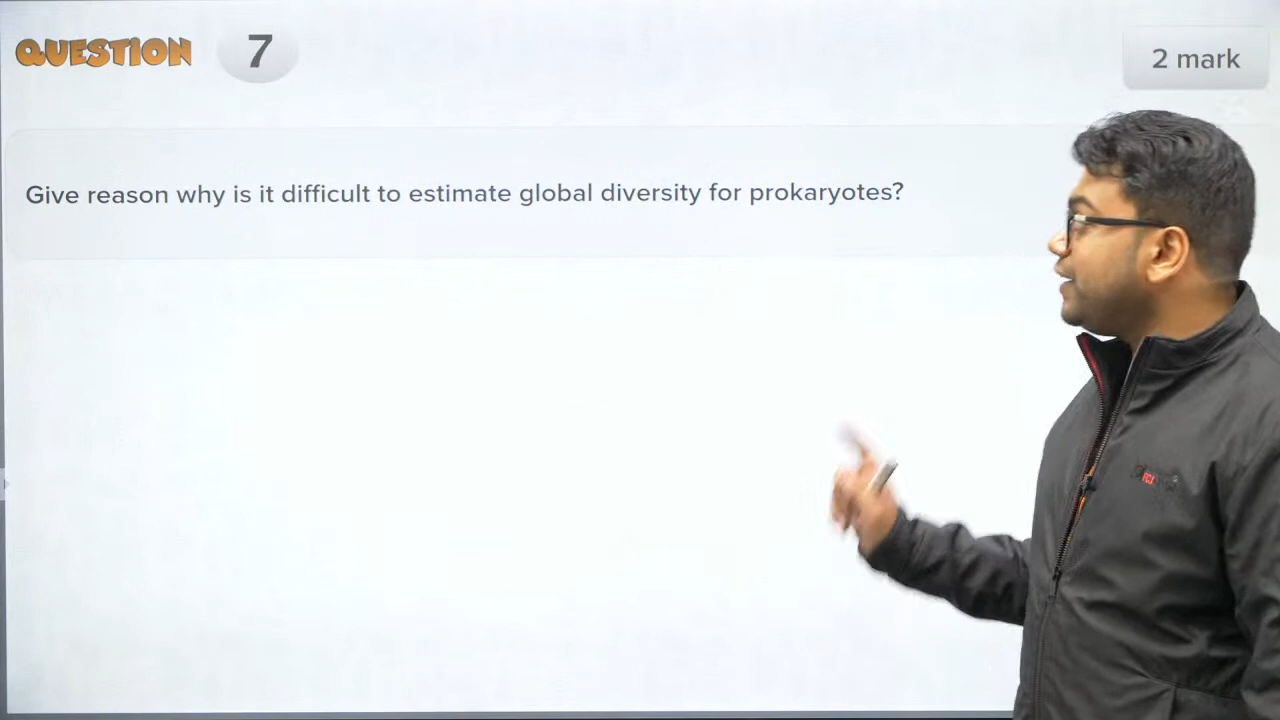 QUESTION 7
2 mark
Give reason why is it difficult to estimate global diversity for prokaryotes?